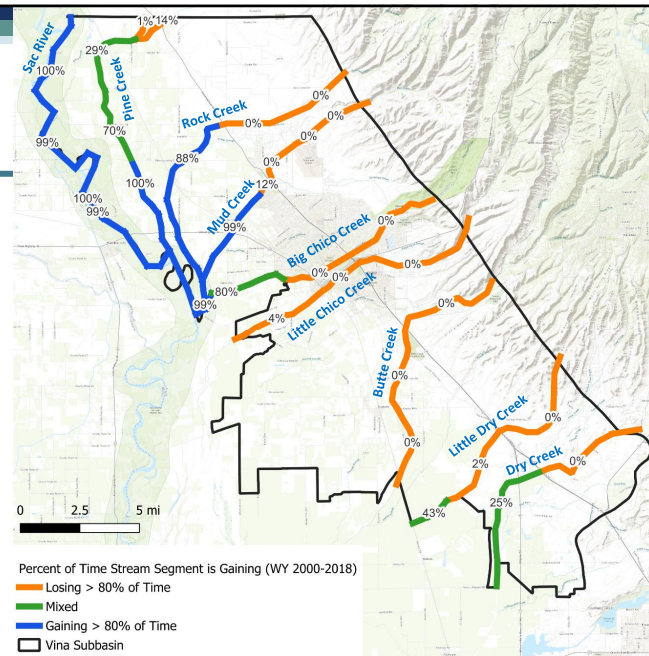 1% 14%
29%
Sac River
100%
Pine Creek
70%
99%
100%
100%
99%
Rock Creek
0%
0%
88%
0%
0%
0%
12%
Mud Creek
99%
Big Chico Creek
0%
0%
0%
0%
80%
99%
Little Chico Creek
4%
0%
Butte Creek
0%
0%
Little Dry Creek
0%
2%
Dry Creek
0%
25%
43%
0 2.5 5 mi
Percent of Time Stream Segment is Gaining (WY 2000-2018)
Losing > 80% of Time
Mixed
Gaining > 80% of Time
Vina Subbasin